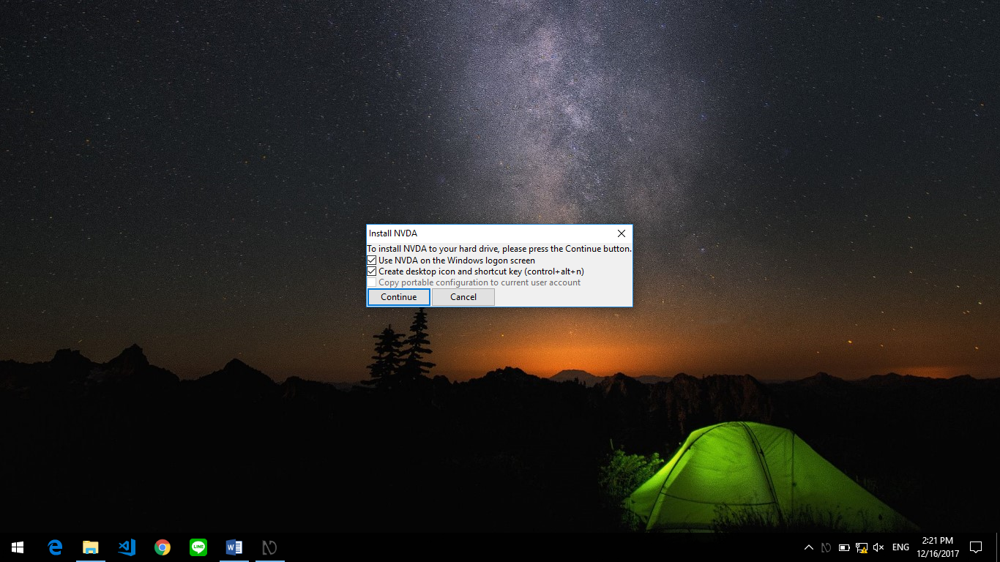 Install NVDA
To install NVDA to your hard drive, please press the Continue button.
Use NVDA on the Windows logon screen
Create desktop icon and shortcut key (control+alt+n)
Copy portable configuration to current user account
Continue Cancel
LINE
W
ENG
2:21 PM
12/16/2017